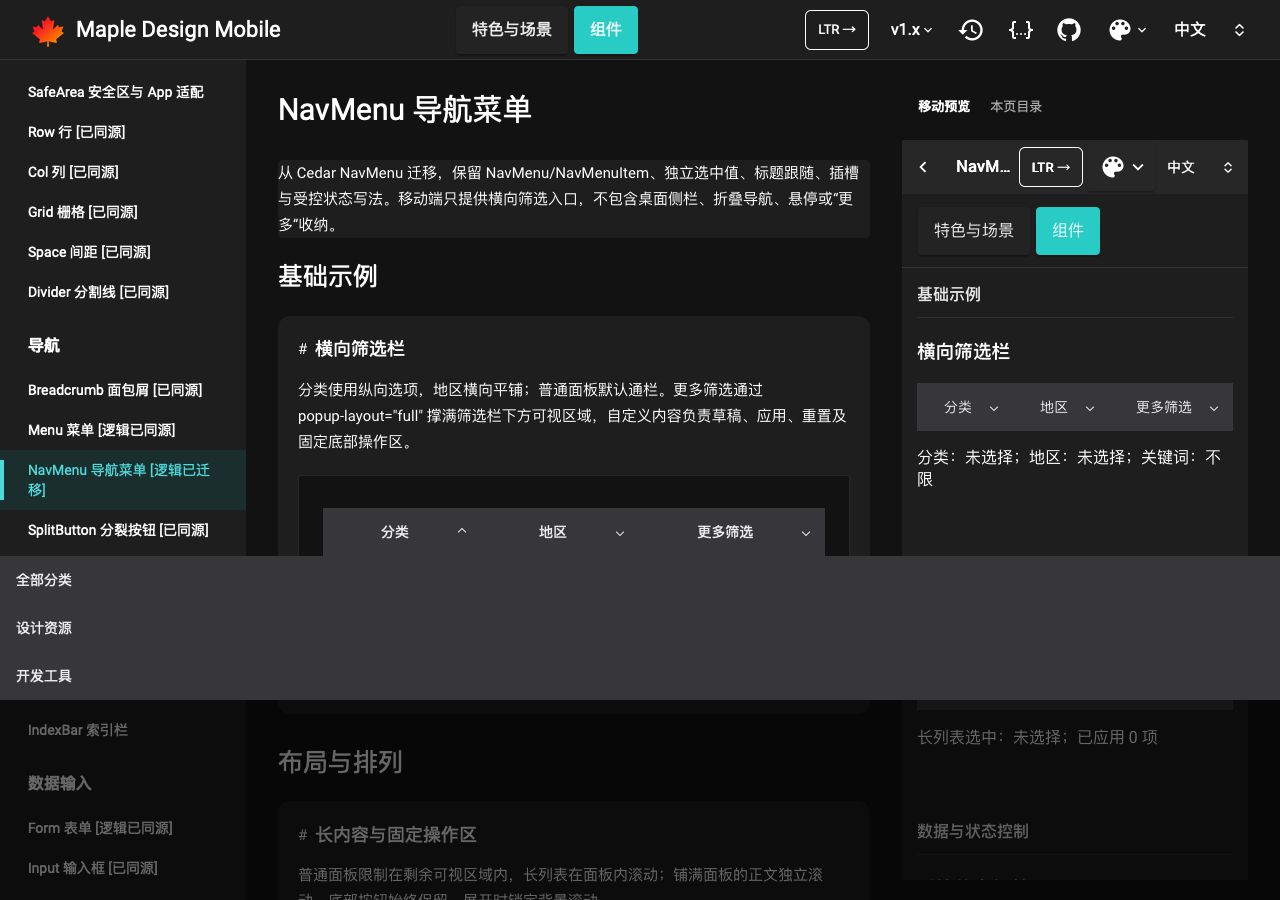 Maple Design Mobile
特色与场景
组件
LTR→
v1.x
{...}
中文
SafeArea 安全区与 App 适配
Row 行 [已同源]
Col 列 [已同源]
Grid 栅格 [已同源]
Space 间距 [已同源]
Divider 分割线 [已同源]
导航
Breadcrumb 面包屑 [已同源]
Menu 菜单 [逻辑已同源]
NavMenu 导航菜单 [逻辑已迁
移]
SplitButton 分裂按钮 [已同源]
NavMenu 导航菜单
从 Cedar NavMenu 迁移，保留 NavMenu/NavMenuItem、独立选中值、标题跟随、插槽
与受控状态写法。移动端只提供横向筛选入口，不包含桌面侧栏、折叠导航、悬停或“更
多”收纳。
基础示例
# 横向筛选栏
分类使用纵向选项，地区横向平铺；普通面板默认通栏。更多筛选通过
popup-layout="full" 撑满筛选栏下方可视区域，自定义内容负责草稿、应用、重置及
固定底部操作区。
分类
地区
更多筛选
移动预览
本页目录
NavM...
LTR→
中文
特色与场景
组件
基础示例
横向筛选栏
分类
地区
更多筛选
分类：未选择；地区：未选择；关键词：不
限
全部分类
设计资源
开发工具
IndexBar 索引栏
数据输入
Form 表单 [逻辑已同源]
Input 输入框 [已同源]
布局与排列
# 长内容与固定操作区
普通面板限制在剩余可视区域内，长列表在面板内滚动；铺满面板的正文独立滚
动，底部按钮始终保留。展开时锁定背景滚动。
长列表选中：未选择；已应用 0 项
数据与状态控制